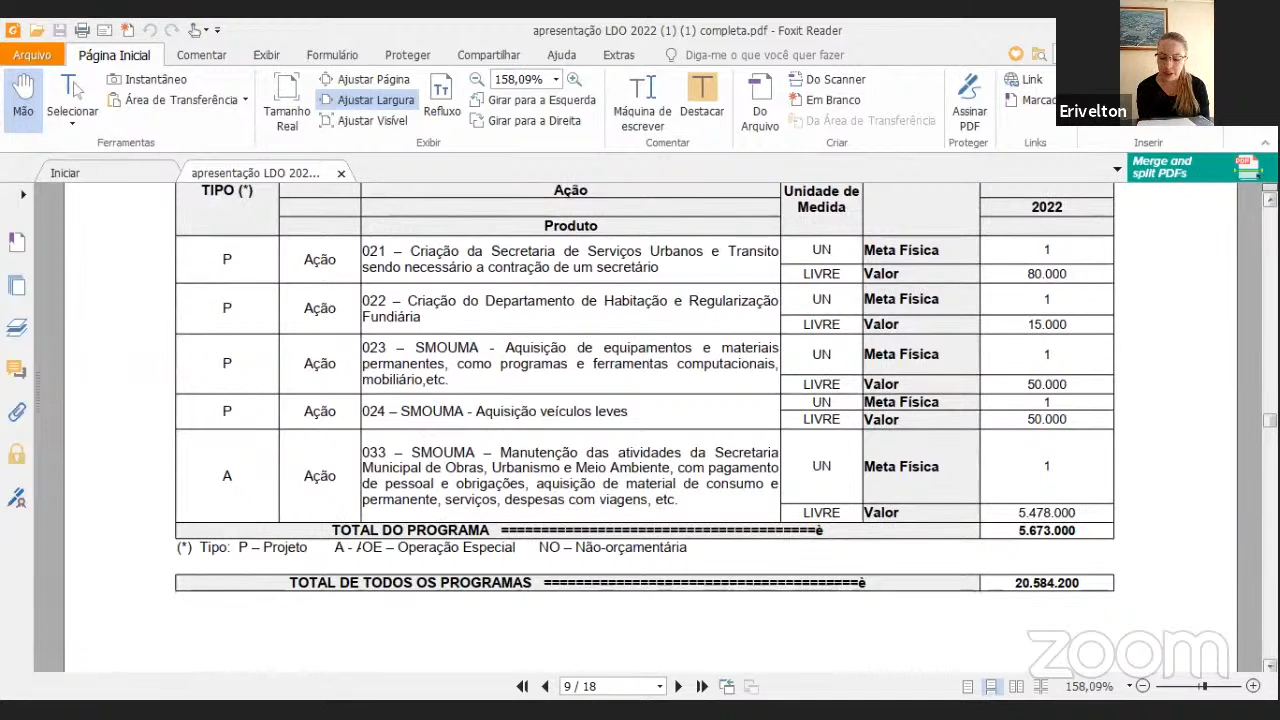 apresentação LDO 2022 (1) (1) completa.pdf - Foxit Reader
Arquivo Página Inicial Comentar Exibir Formulário Proteger Compartilhar Ajuda Extras Diga-me o que você quer fazer
Mão
Selecionar
Instantâneo
Área de Transferência
Ferramentas
Tamanho
Real
Ajustar Página
Ajustar Largura
Ajustar Visível
Refluxo
158,09%
Girar para a Esquerda
Girar para a Direita
Exibir
Máquina de
escrever
Destacar
Comentar
Do
Arquivo
Do Scanner
Em Branco
Da Área de Transferência
Criar
Assinar
PDF
Proteger
Link
Marcad
Links
Inserir
Erivelton
Iniciar
apresentação LDO 202...
Merge and
split PDFs
TIPO (*) Ação Unidade de
Medida
2022
Produto
P Ação 021 – Criação da Secretaria de Serviços Urbanos e Transito UN Meta Física 1
sendo necessário a contração de um secretário LIVRE Valor 80.000
P Ação 022 – Criação do Departamento de Habitação e Regularização UN Meta Física 1
Fundiária LIVRE Valor 15.000
P Ação 023 – SMOUMA - Aquisição de equipamentos e materiais UN Meta Física 1
permanentes, como programas e ferramentas computacionais,
mobiliário,etc. LIVRE Valor 50.000
P Ação 024 – SMOUMA - Aquisição veículos leves UN Meta Física 1
LIVRE Valor 50.000
A Ação 033 – SMOUMA – Manutenção das atividades da Secretaria UN Meta Física 1
Municipal de Obras, Urbanismo e Meio Ambiente, com pagamento
de pessoal e obrigações, aquisição de material de consumo e
permanente, serviços, despesas com viagens, etc.
LIVRE Valor 5.478.000
TOTAL DO PROGRAMA =======================================è 5.673.000
(*) Tipo: P – Projeto A - OE – Operação Especial NO – Não-orçamentária
TOTAL DE TODOS OS PROGRAMAS =======================================è 20.584.200
zoom
9 / 18
158,09%